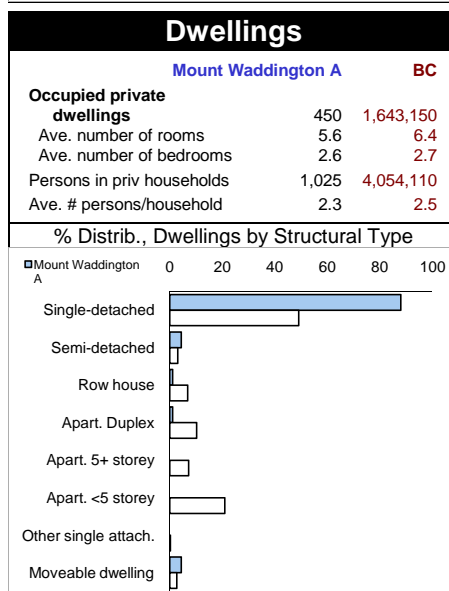 Dwellings
Mount Waddington A BC
Occupied private
dwellings 450 1,643,150
Ave. number of rooms 5.6 6.4
Ave. number of bedrooms 2.6 2.7
Persons in priv households 1,025 4,054,110
Ave. # persons/household 2.3 2.5
% Distrib., Dwellings by Structural Type
Mount Waddington
A
0 20 40 60 80 100
Single-detached
Semi-detached
Row house
Apart. Duplex
Apart. 5+ storey
Apart. <5 storey
Other single attach.
Moveable dwelling